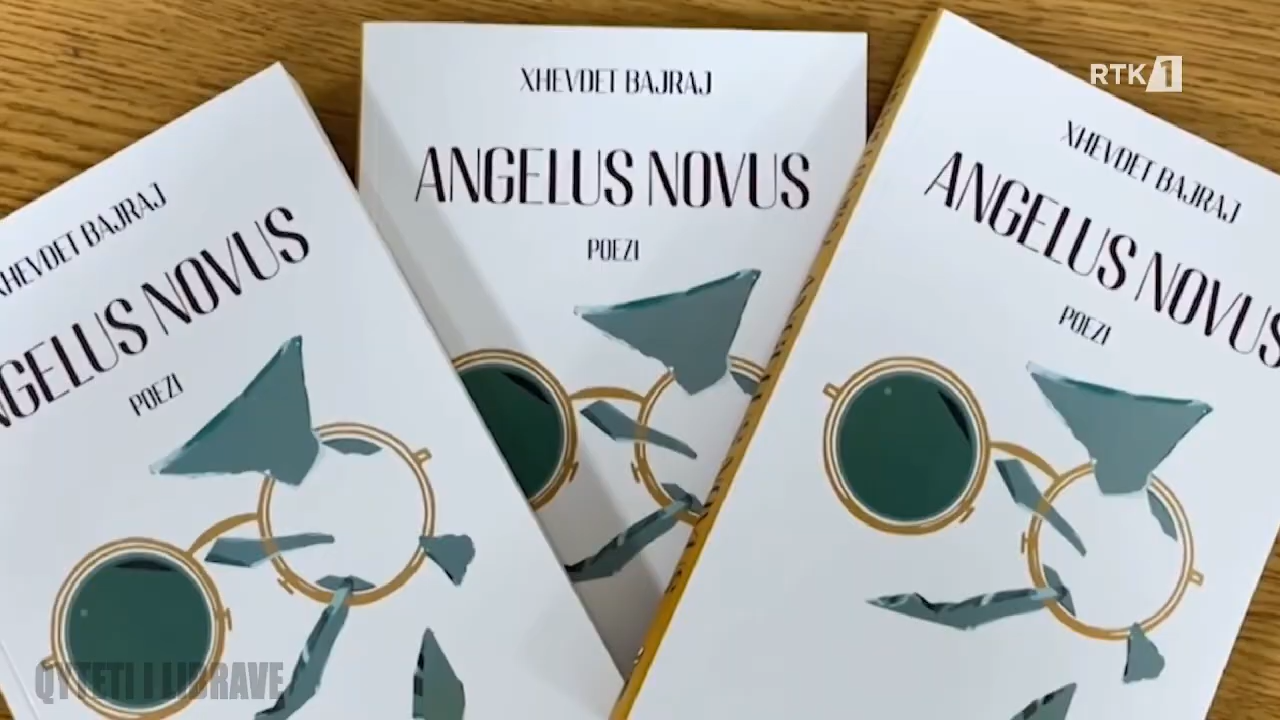 XHEVDET BAJRAJ
ANGELUS NOVUS
POEZI
XHEVDET BAJRAJ
ANGELUS NOVUS
POEZI
XHEVDET BAJRAJ
ANGELUS NOVUS
POEZI
RTK 1
QYTETI I LIBRAVE